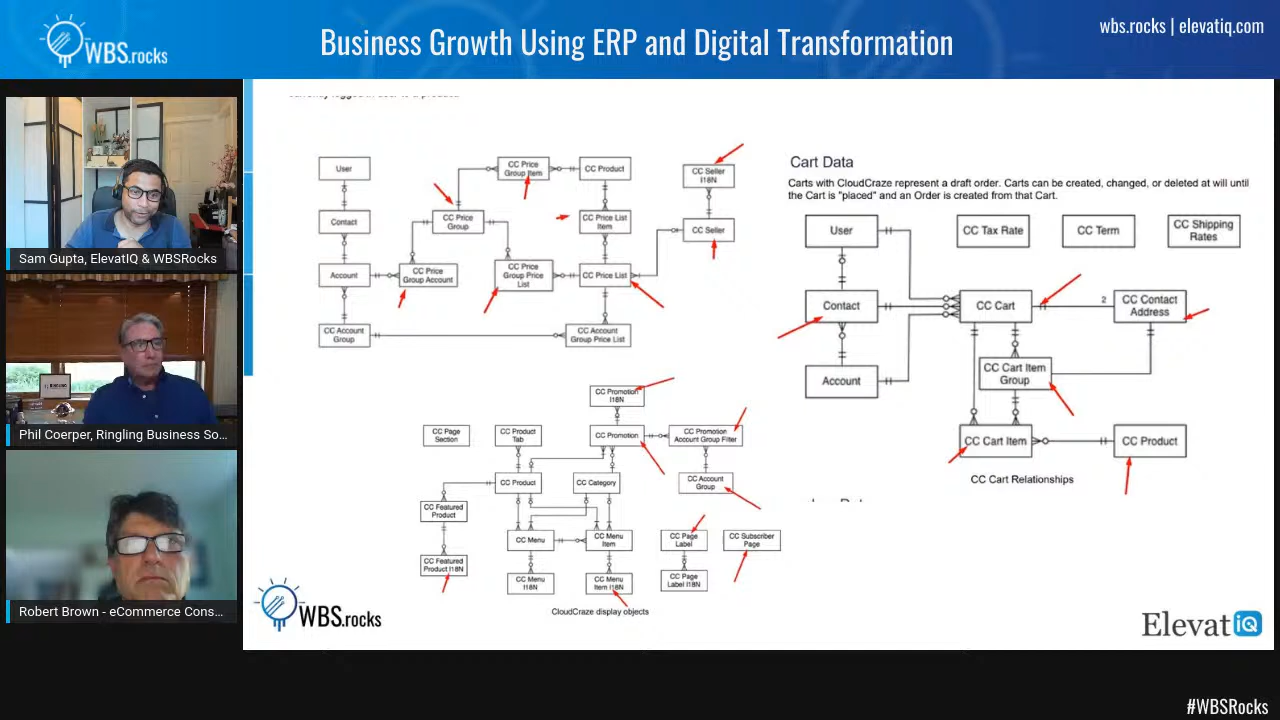 WBS.rocks
Business Growth Using ERP and Digital Transformation
wbs.rocks | elevatiq.com
Sam Gupta, ElevatIQ & WBSRocks
Phil Coerper, Ringling Business So...
Robert Brown - eCommerce Cons...
User
Contact
Account
CC Account
Group
CC Price
Group
CC Price
Group Account
CC Price
Group Item
CC Price
Group Price
List
CC Product
CC Price List
Item
CC Price List
CC Account
Group Price List
CC Seller
I18N
CC Seller
CC Page
Section
CC Product
Tab
CC Promotion
I18N
CC Promotion
CC Promotion
Account Group Filter
CC Product
CC Category
CC Account
Group
CC Featured
Product
CC Menu
CC Menu
Item
CC Page
Label
CC Subscriber
Page
CC Featured
Product I18N
CC Menu
I18N
CC Menu
Item I18N
CC Page
Label I18N
CloudCraze display objects
Cart Data
Carts with CloudCraze represent a draft order. Carts can be created, changed, or deleted at will until
the Cart is "placed" and an Order is created from that Cart.
User
CC Tax Rate
CC Term
CC Shipping
Rates
Contact
CC Cart
2
CC Contact
Address
Account
CC Cart Item
Group
CC Cart Item
CC Product
CC Cart Relationships
WBS.rocks
ElevatIQ
#WBSRocks